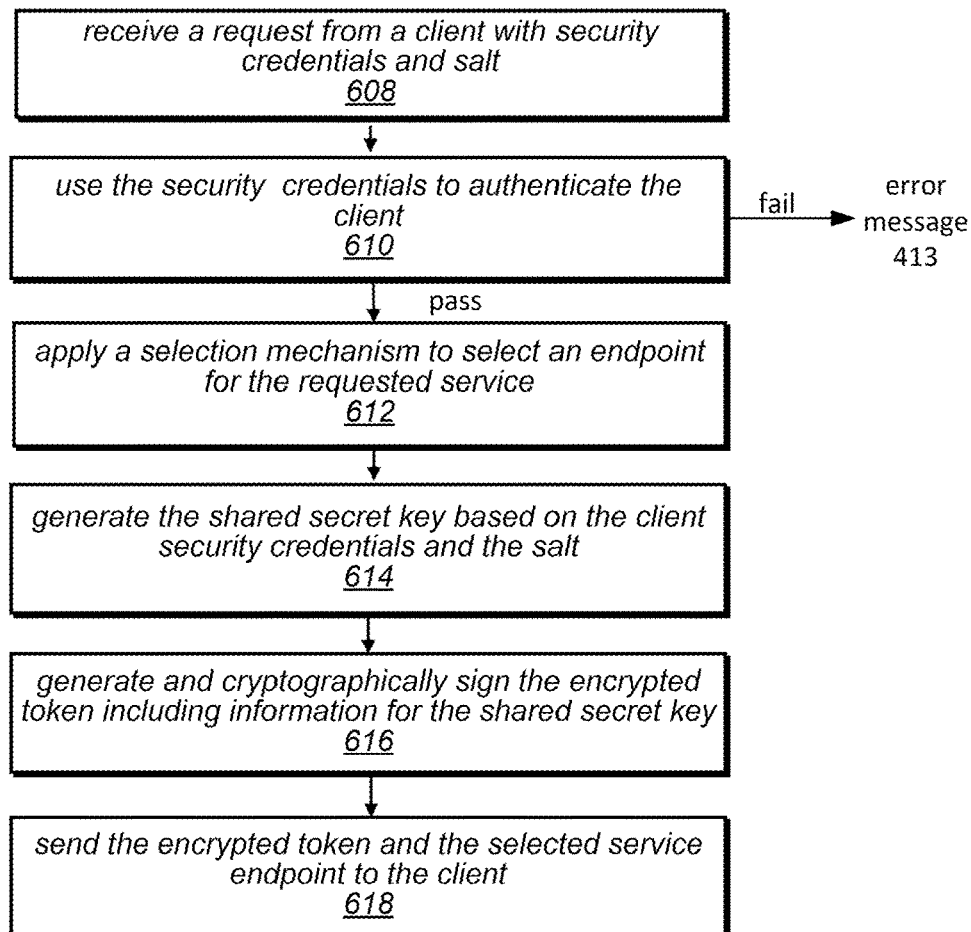 receive a request from a client with security
credentials and salt
608
use the security credentials to authenticate the
client
610
fail
error
message
413
pass
apply a selection mechanism to select an endpoint
for the requested service
612
generate the shared secret key based on the client
security credentials and the salt
614
generate and cryptographically sign the encrypted
token including information for the shared secret key
616
send the encrypted token and the selected service
endpoint to the client
618